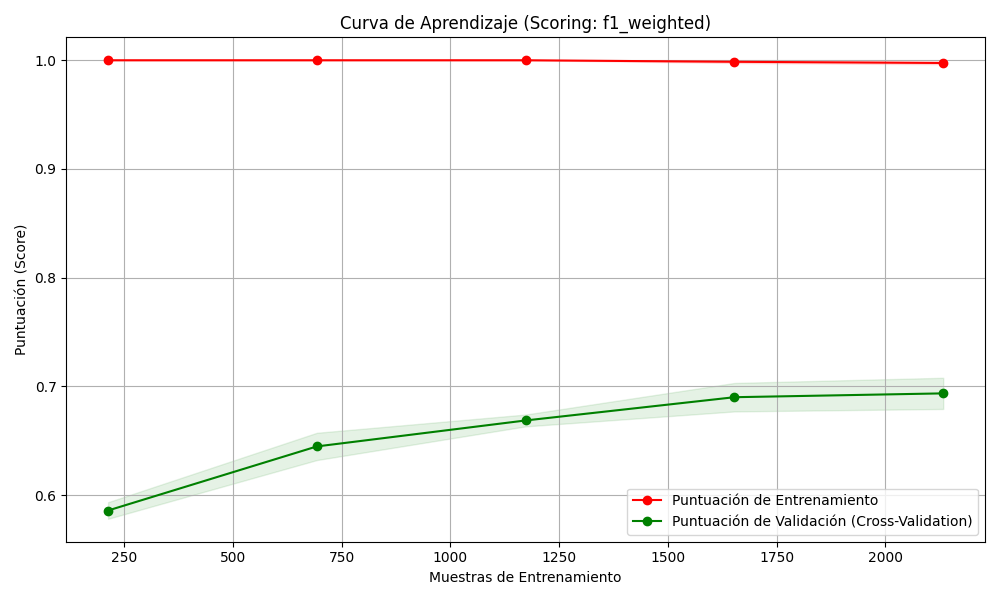 Curva de Aprendizaje (Scoring: f1_weighted)
Puntuación (Score)
1.0
0.9
0.8
0.7
0.6
Puntuación de Entrenamiento
Puntuación de Validación (Cross-Validation)
250 500 750 1000 1250 1500 1750 2000
Muestras de Entrenamiento